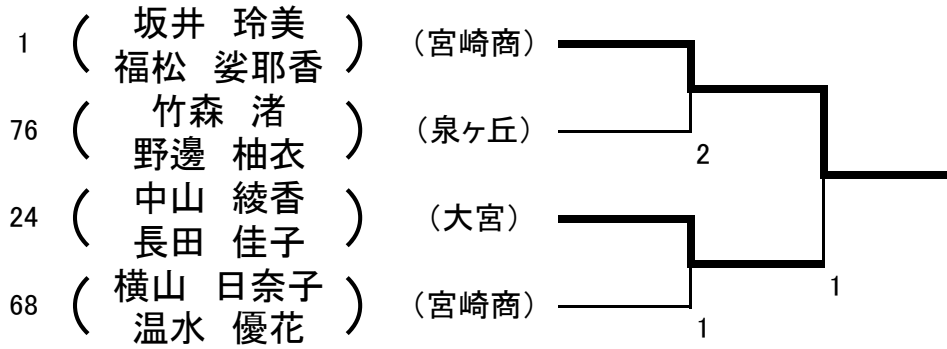 坂井 玲美
1 (宮崎商)
福松 娑耶香
竹森 渚
76 (泉ヶ丘)
野邊 柚衣
2
中山 綾香
24 (大宮)
長田 佳子
1
横山 日奈子
68 (宮崎商)
温水 優花
1